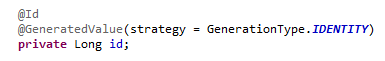 @Id
@GeneratedValue(strategy = GenerationType.IDENTITY)
private Long id;